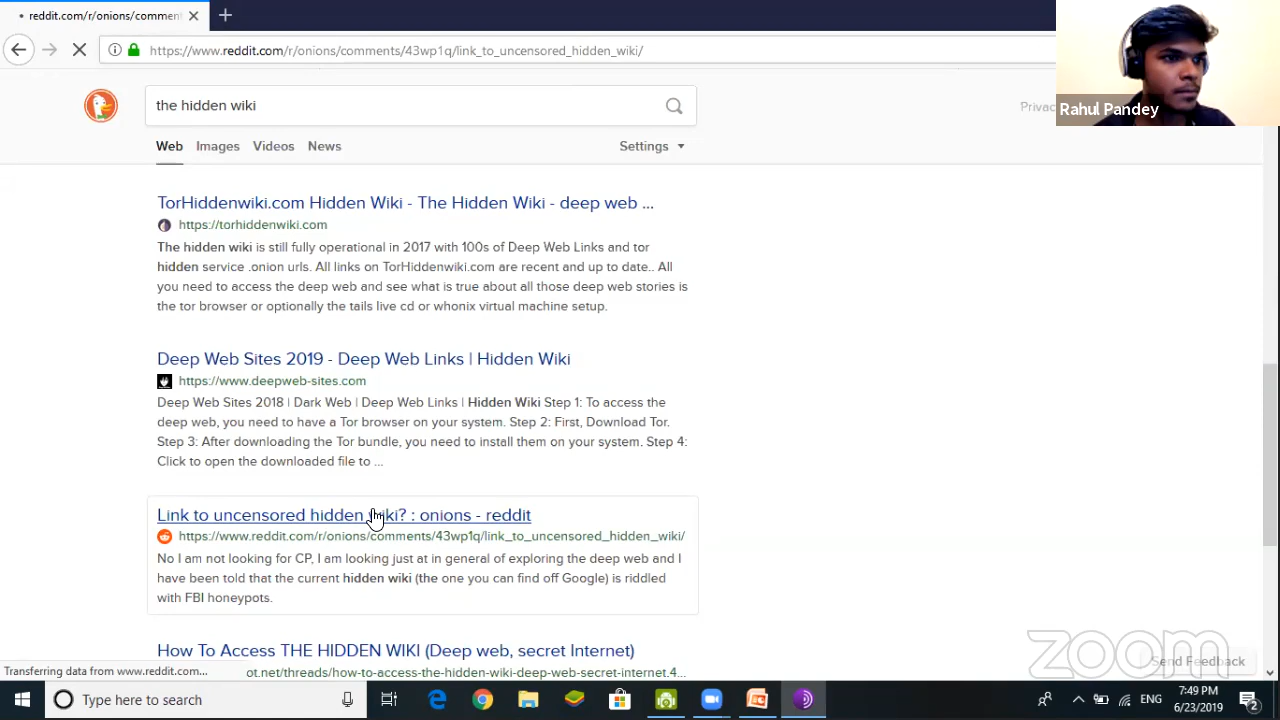 reddit.com/r/onions/commen
https://www.reddit.com/r/onions/comments/43wp1q/link_to_uncensored_hidden_wiki/
the hidden wiki
Privac
Rahul Pandey
Web Images Videos News Settings
TorHiddenwiki.com Hidden Wiki - The Hidden Wiki - deep web ...
https://torhiddenwiki.com
The hidden wiki is still fully operational in 2017 with 100s of Deep Web Links and tor
hidden service .onion urls. All links on TorHiddenwiki.com are recent and up to date.. All
you need to access the deep web and see what is true about all those deep web stories is
the tor browser or optionally the tails live cd or whonix virtual machine setup.
Deep Web Sites 2019 - Deep Web Links | Hidden Wiki
https://www.deepweb-sites.com
Deep Web Sites 2018 | Dark Web | Deep Web Links | Hidden Wiki Step 1: To access the
deep web, you need to have a Tor browser on your system. Step 2: First, Download Tor.
Step 3: After downloading the Tor bundle, you need to install them on your system. Step 4:
Click to open the downloaded file to ...
Link to uncensored hidden wiki? : onions - reddit
https://www.reddit.com/r/onions/comments/43wp1q/link_to_uncensored_hidden_wiki/
No I am not looking for CP, I am looking just at in general of exploring the deep web and I
have been told that the current hidden wiki (the one you can find off Google) is riddled
with FBI honeypots.
How To Access THE HIDDEN WIKI (Deep web, secret Internet)
ot.net/threads/how-to-access-the-hidden-wiki-deep-web-secret-internet.4...
Transferring data from www.reddit.com...
zoom
Send Feedback
Type here to search
ENG
7:49 PM
6/23/2019
2